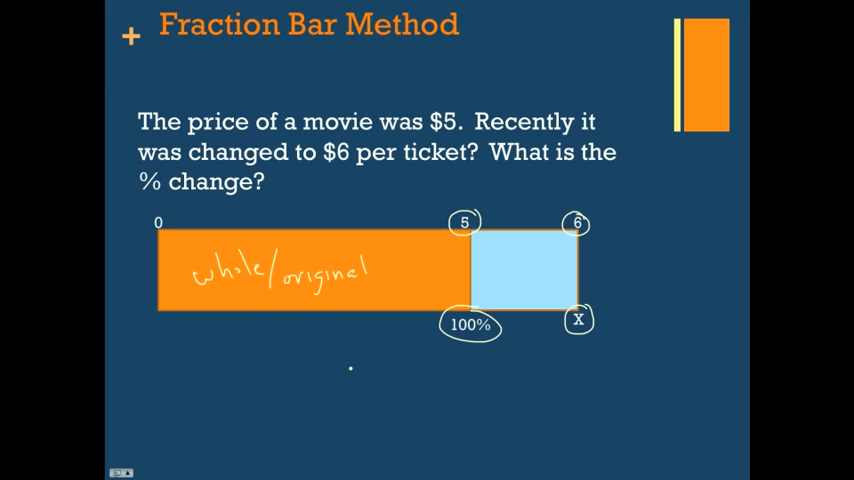 + Fraction Bar Method
The price of a movie was $5. Recently it
was changed to $6 per ticket? What is the
% change?
0 5 6
whole/original
100% X